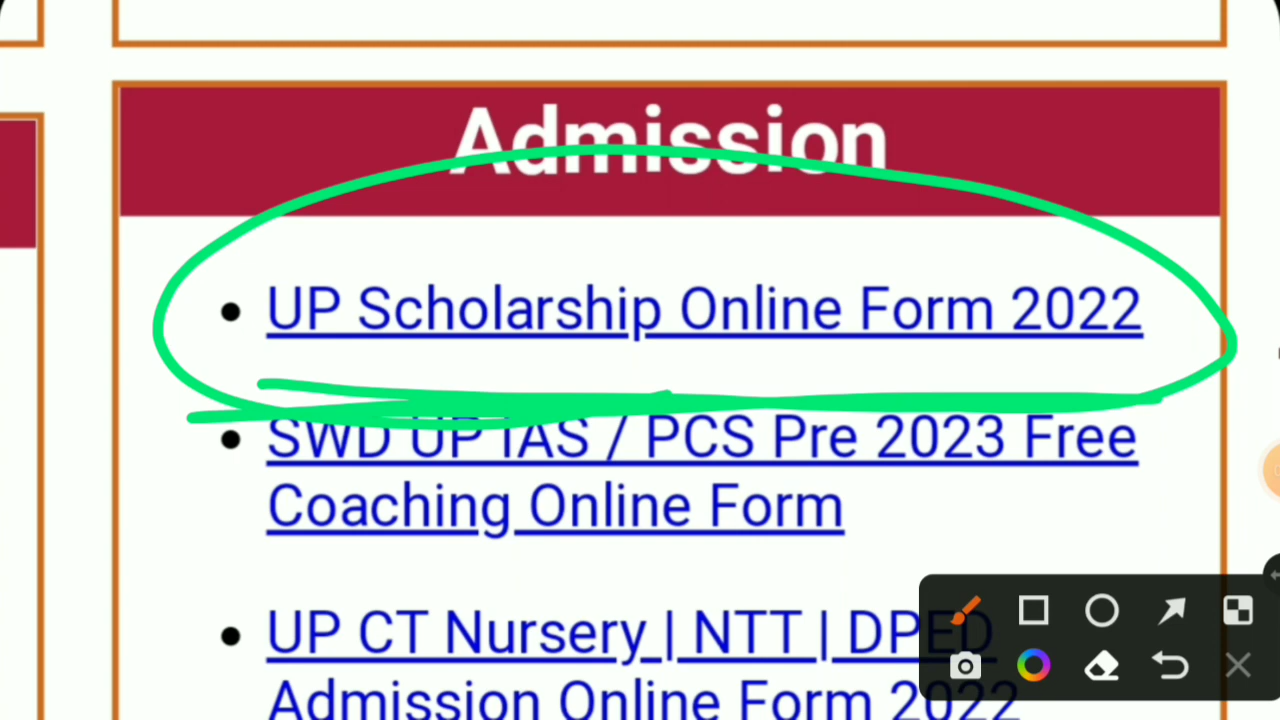 Admission
UP Scholarship Online Form 2022
SWD UP IAS / PCS Pre 2023 Free
Coaching Online Form
UP CT Nursery | NTT | DPED
Admission Online Form 2022